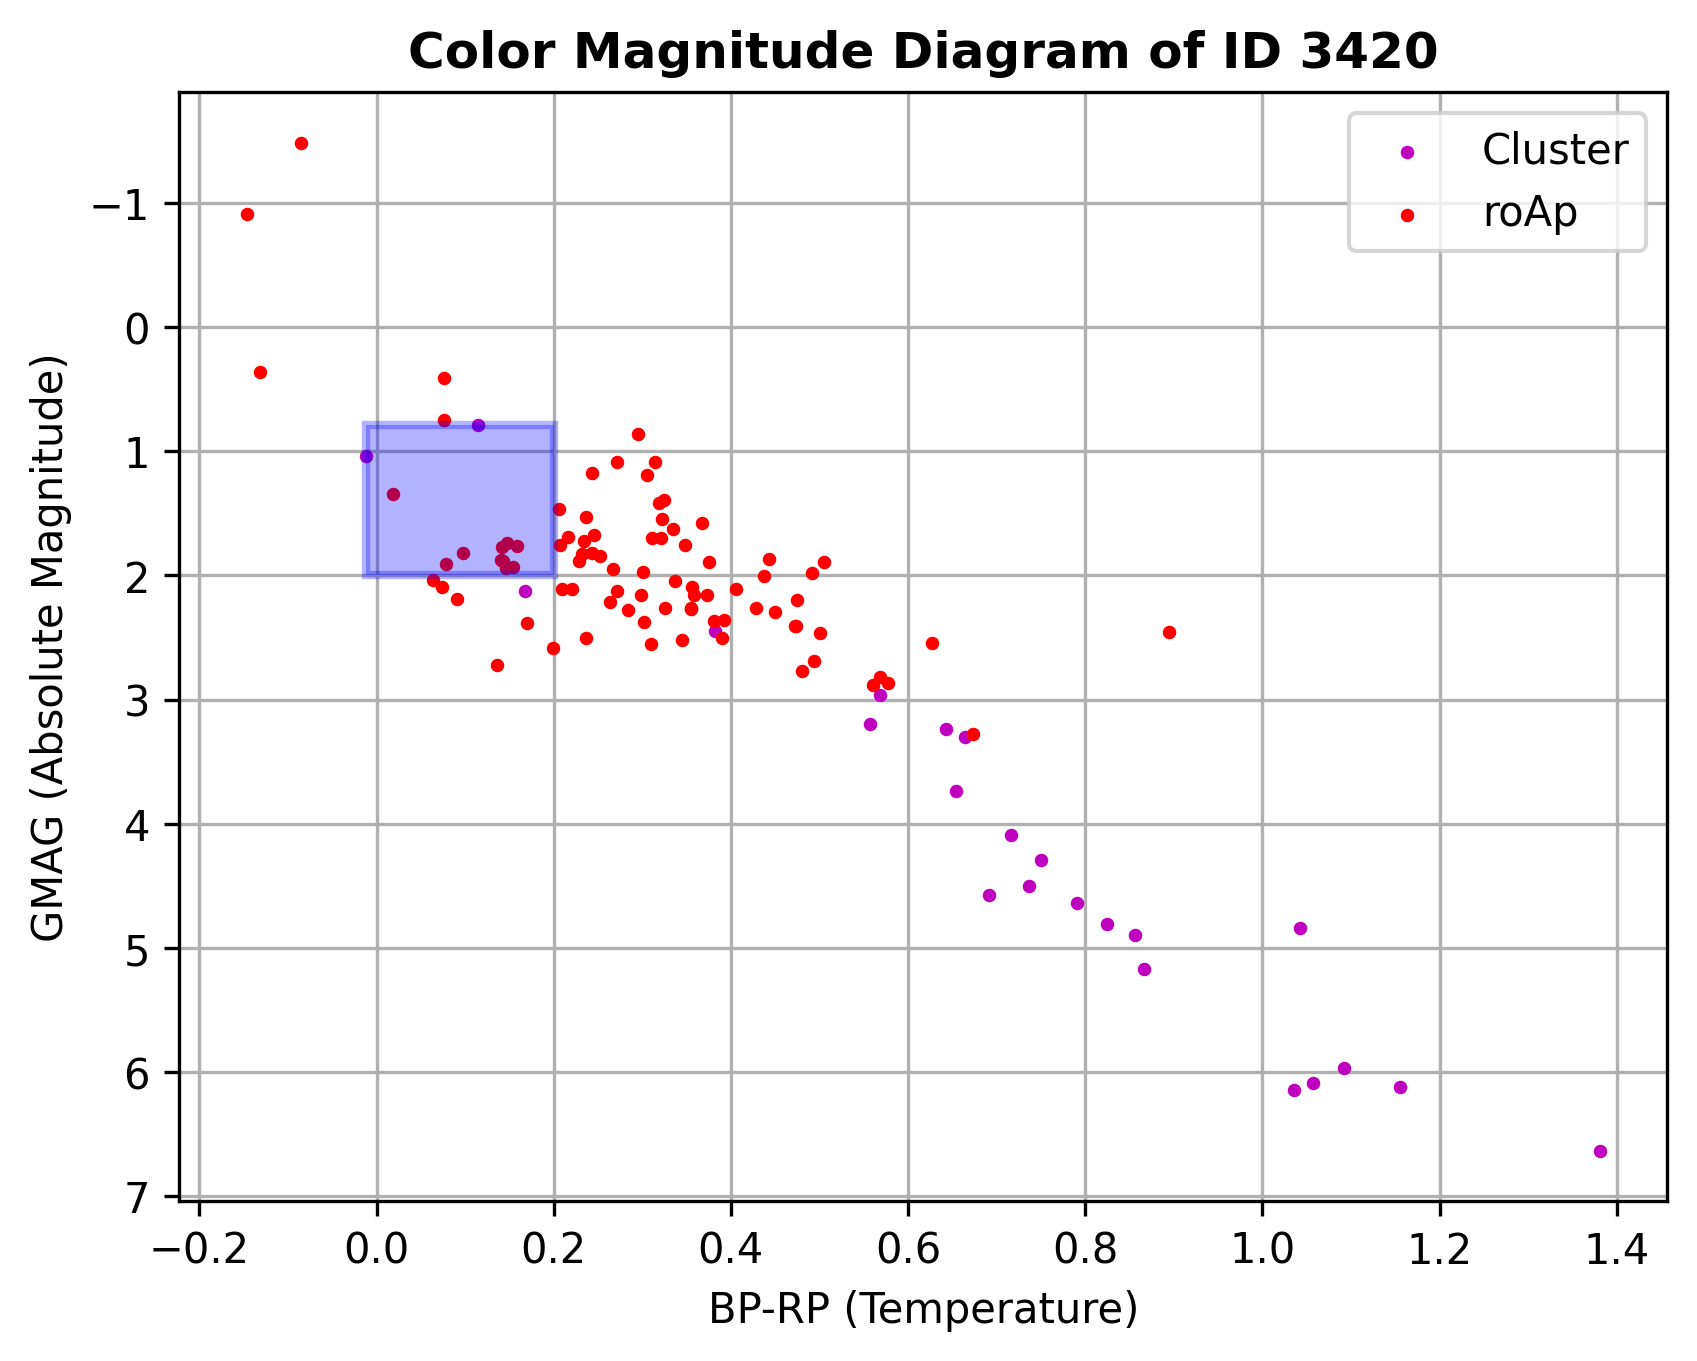 Color Magnitude Diagram of ID 3420
Cluster
roAp
GMAG (Absolute Magnitude)
−1
0
1
2
3
4
5
6
7
−0.2 0.0 0.2 0.4 0.6 0.8 1.0 1.2 1.4
BP-RP (Temperature)